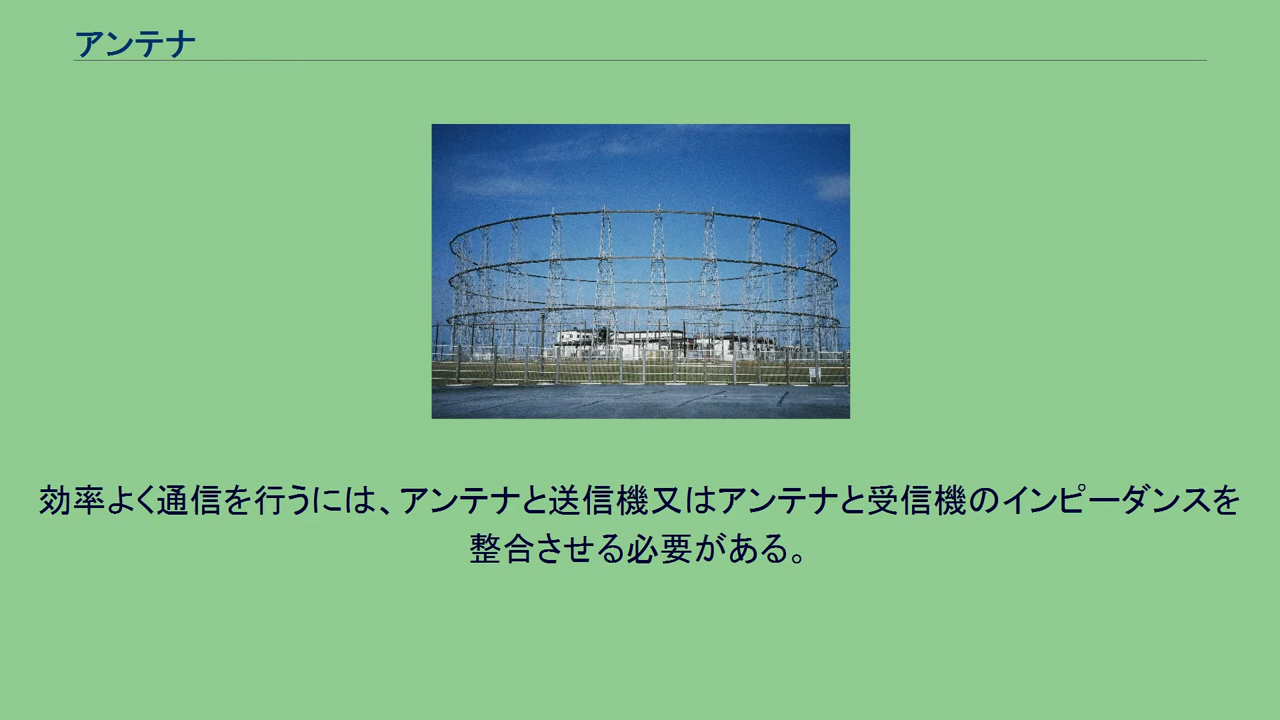 アンテナ
効率よく通信を行うには、アンテナと送信機又はアンテナと受信機のインピーダンスを
整合させる必要がある。